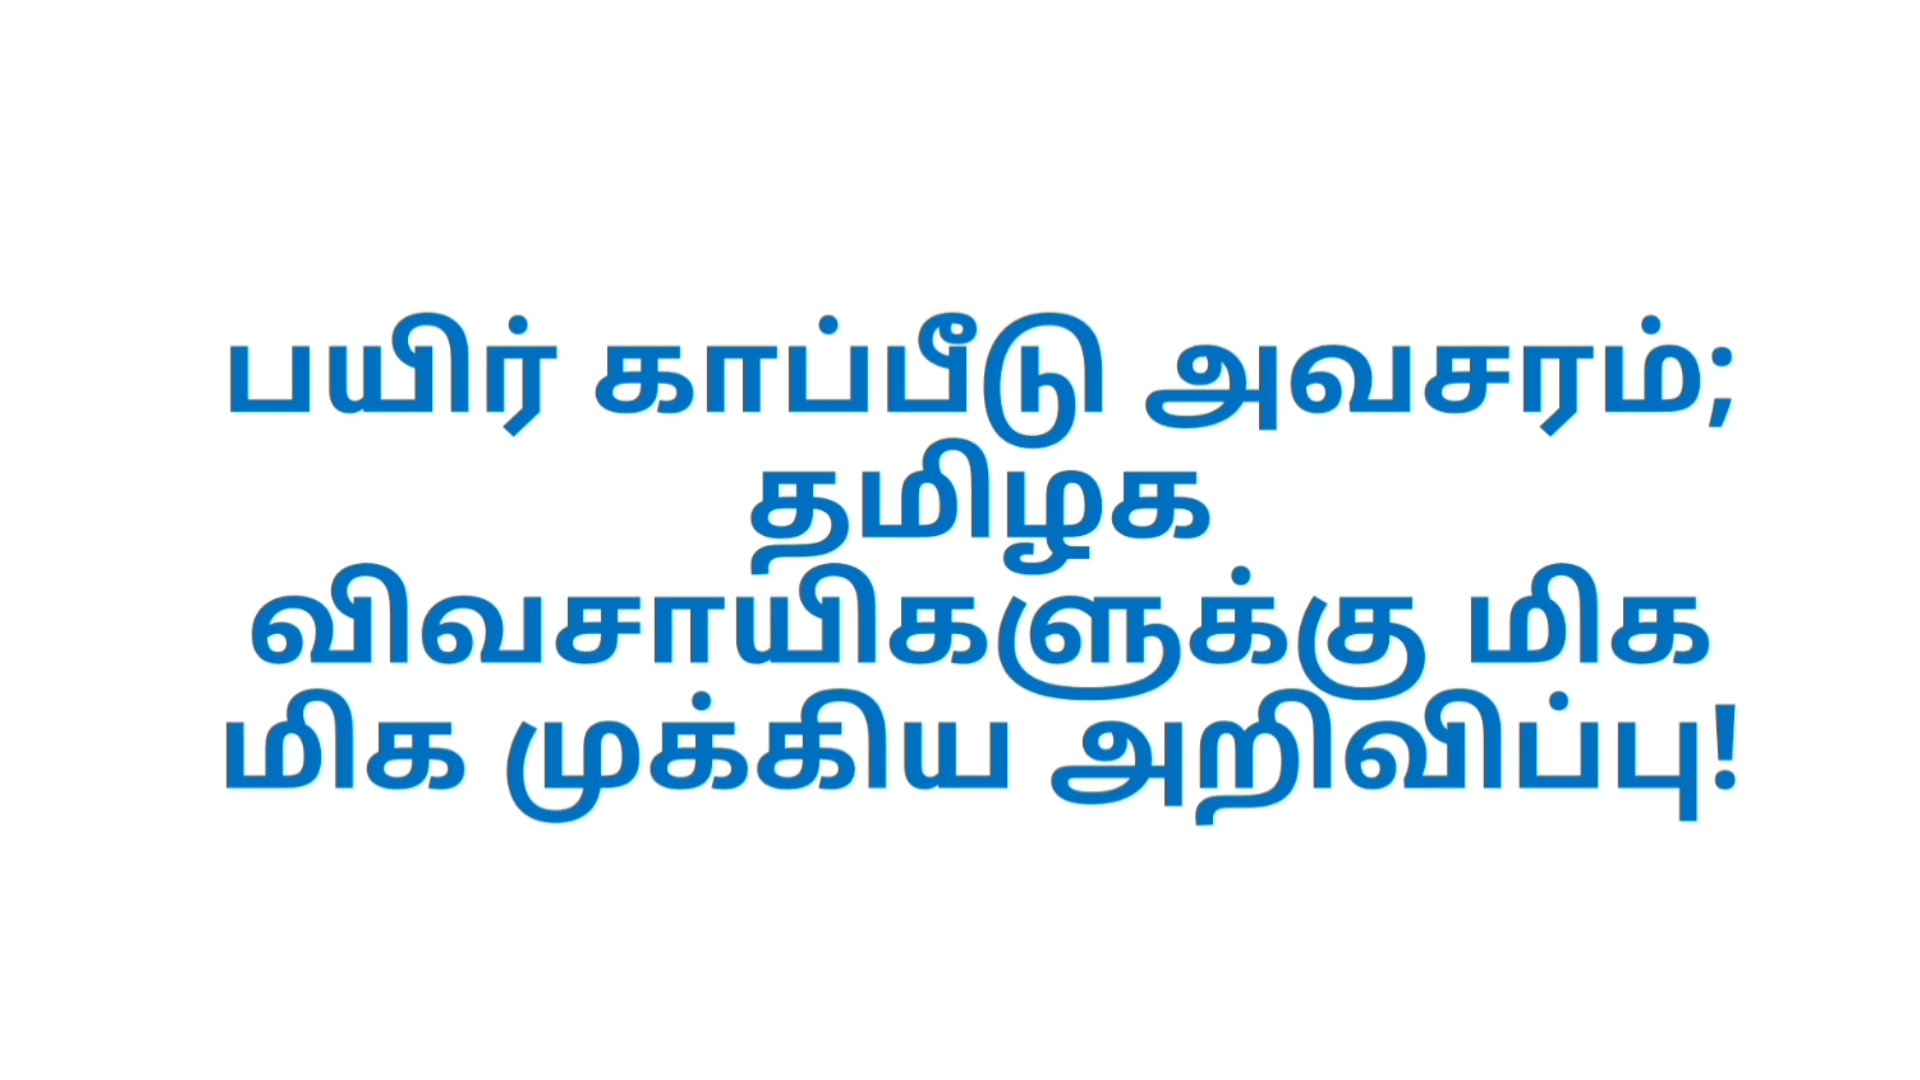 பயிர் காப்பீடு அவசரம்;
தமிழக
விவசாயிகளுக்கு மிக
மிக முக்கிய அறிவிப்பு!